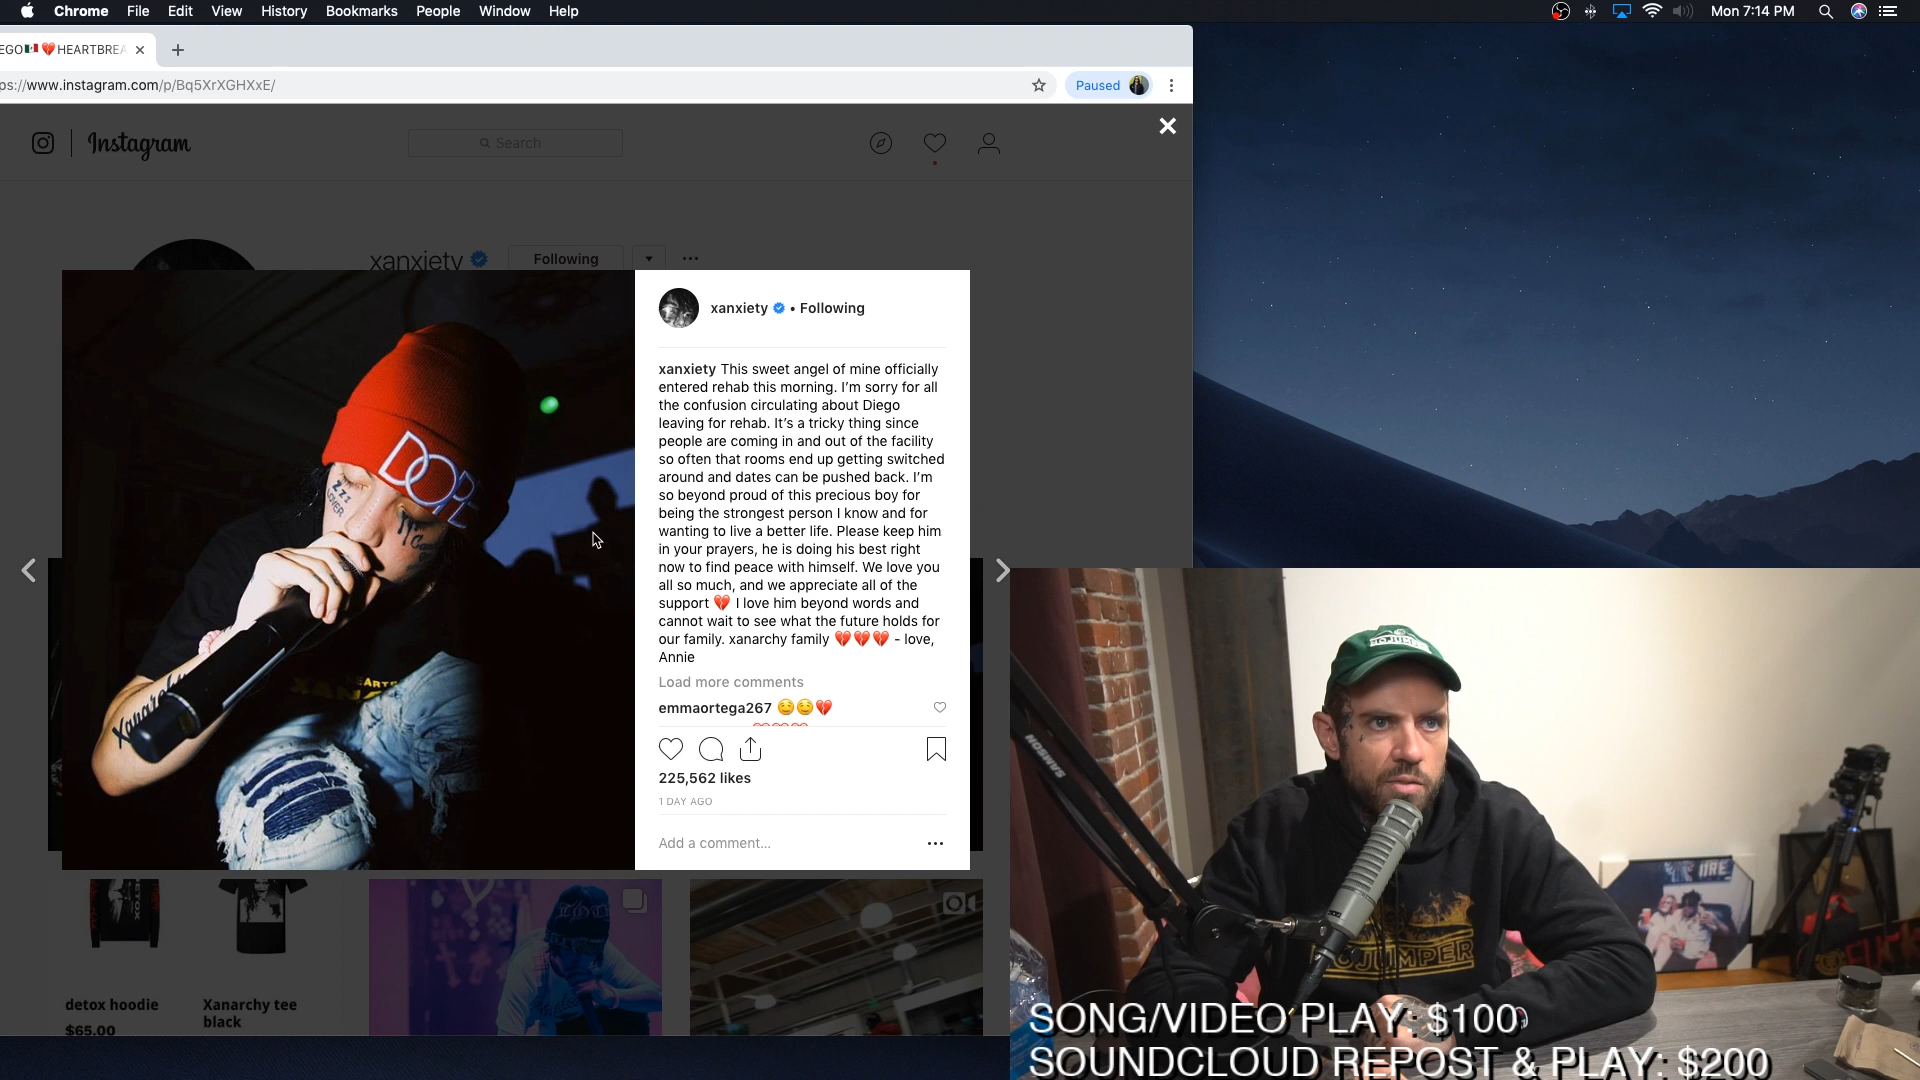 Chrome File Edit View History Bookmarks People Window Help
Mon 7:14 PM
EGO🇲🇽💔HEARTBREA
ps://www.instagram.com/p/Bq5XrXGHXxE/
Paused
Instagram
Search
xanxiety
Following
xanxiety • Following
xanxiety This sweet angel of mine officially
entered rehab this morning. I'm sorry for all
the confusion circulating about Diego
leaving for rehab. It's a tricky thing since
people are coming in and out of the facility
so often that rooms end up getting switched
around and dates can be pushed back. I'm
so beyond proud of this precious boy for
being the strongest person I know and for
wanting to live a better life. Please keep him
in your prayers, he is doing his best right
now to find peace with himself. We love you
all so much, and we appreciate all of the
support 💔 I love him beyond words and
cannot wait to see what the future holds for
our family. xanarchy family 💔💔💔 - love,
Annie
Load more comments
emmaortega267 😏😏💔
225,562 likes
1 DAY AGO
Add a comment...
DOPE
detox hoodie
$65.00
Xanarchy tee
black
SAMSON
NOJUMPER
SONG/VIDEO PLAY: $100
SOUNDCLOUD REPOST & PLAY: $200